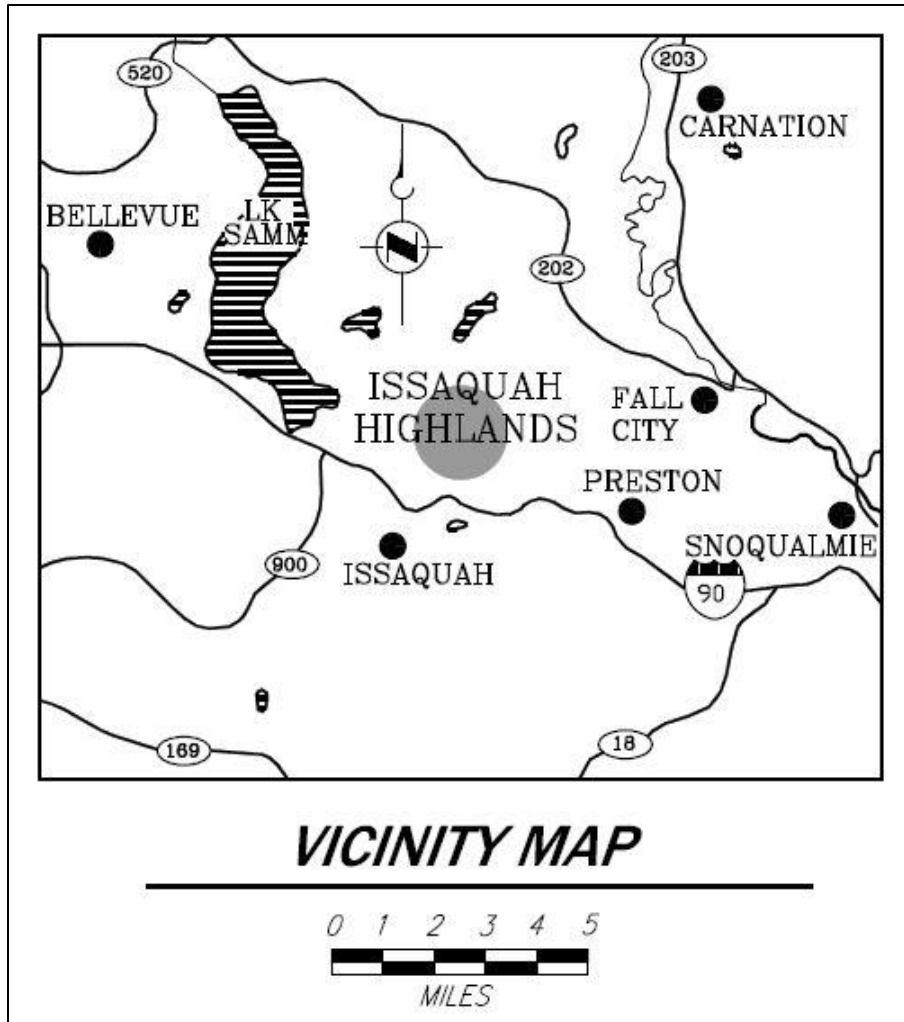 520
203
CARNATION
BELLEVUE
LK
SAMM
202
ISSAQUAH
HIGHLANDS
FALL
CITY
PRESTON
SNOQUALMIE
900
ISSAQUAH
90
169
18
VICINITY MAP
0 1 2 3 4 5
MILES